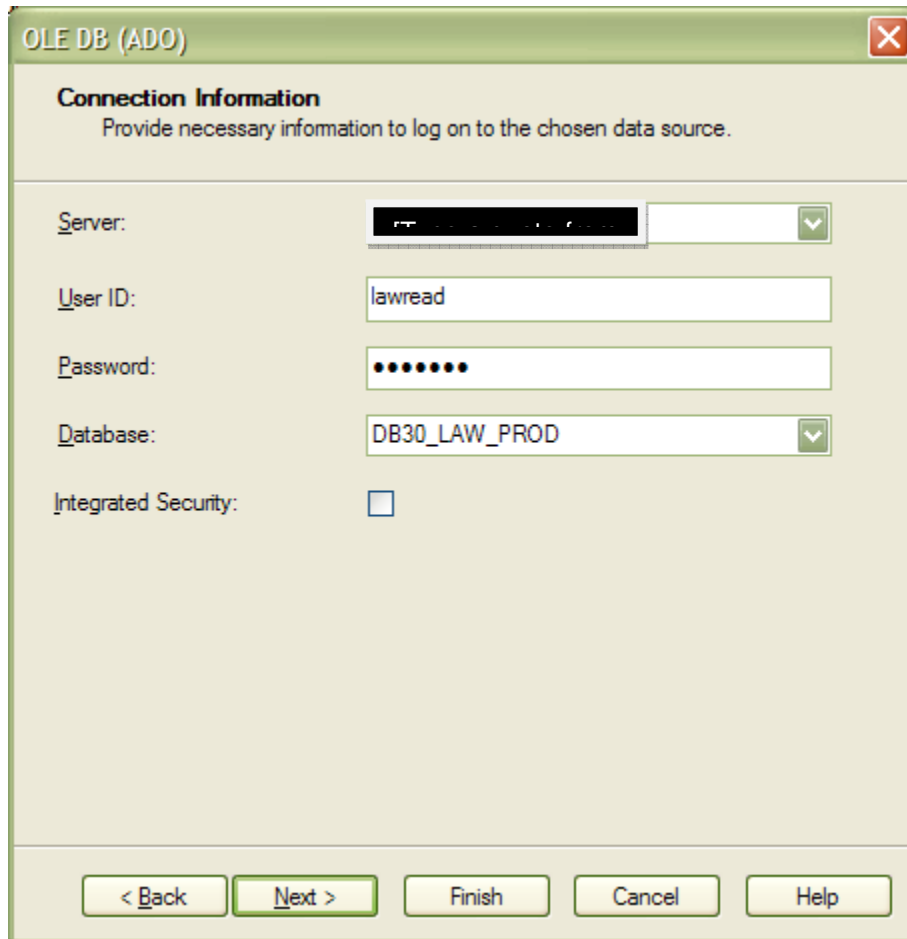 OLE DB (ADO)
Connection Information
Provide necessary information to log on to the chosen data source.
Server:
User ID: lawread
Password: •••••••
Database: DB30_LAW_PROD
Integrated Security:
< Back Next > Finish Cancel Help